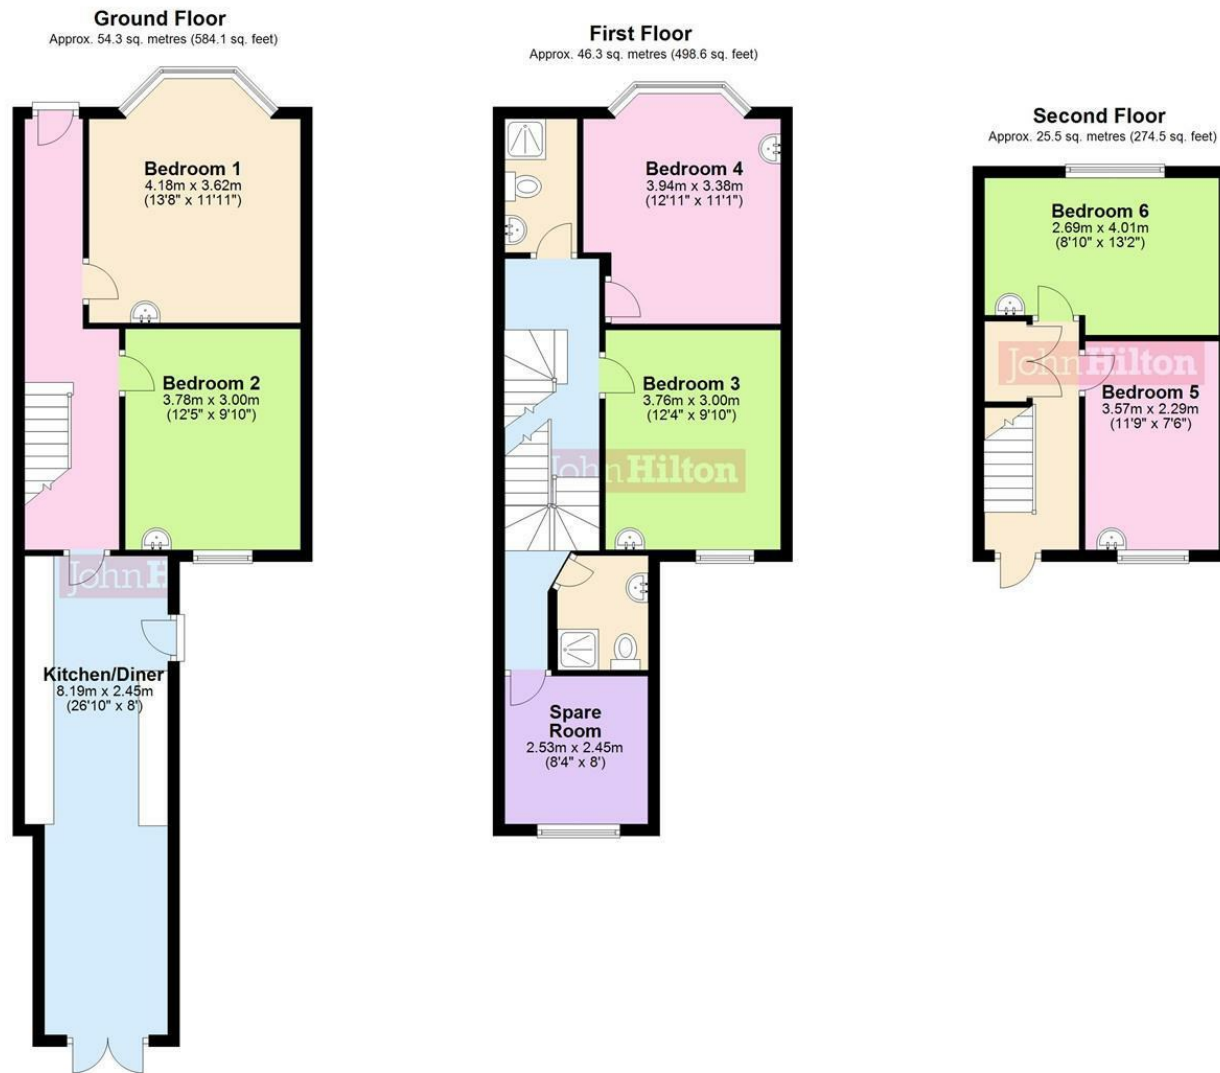 Ground Floor
Approx. 54.3 sq. metres (584.1 sq. feet)
Bedroom 1
4.18m x 3.62m
(13'8" x 11'11")
Bedroom 2
3.78m x 3.00m
(12'5" x 9'10")
John H
Kitchen/Diner
8.19m x 2.45m
(26'10" x 8')
First Floor
Approx. 46.3 sq. metres (498.6 sq. feet)
Bedroom 4
3.94m x 3.38m
(12'11" x 11'1")
Bedroom 3
3.76m x 3.00m
(12'4" x 9'10")
John Hilton
Spare
Room
2.53m x 2.45m
(8'4" x 8')
Second Floor
Approx. 25.5 sq. metres (274.5 sq. feet)
Bedroom 6
2.69m x 4.01m
(8'10" x 13'2")
John Hilton
Bedroom 5
3.57m x 2.29m
(11'9" x 7'6")